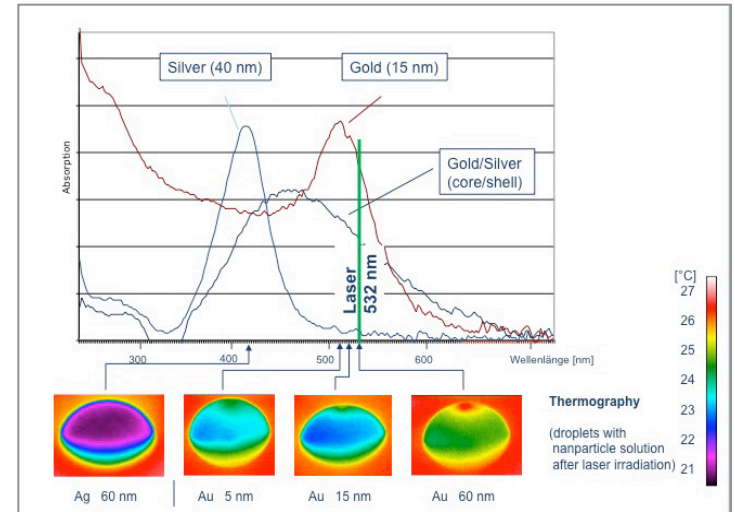 Silver (40 nm)
Gold (15 nm)
Gold/Silver
(core/shell)
Absorption
Laser
532 nm
300
400
500
600
Wellenlänge [nm]
[°C]
27
26
25
24
23
22
21
Thermography
(droplets with
nanparticle solution
after laser irradiation)
Ag 60 nm
Au 5 nm
Au 15 nm
Au 60 nm